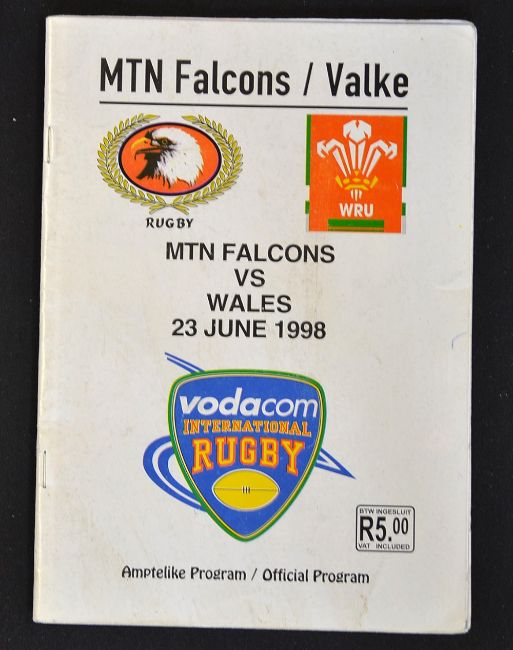 MTN Falcons / Valke
RUGBY
WRU
MTN FALCONS
VS
WALES
23 JUNE 1998
vodacom
INTERNATIONAL
RUGBY
BTW INGESLUIT
R5.00
VAT INCLUDED
Amptelike Program / Official Program